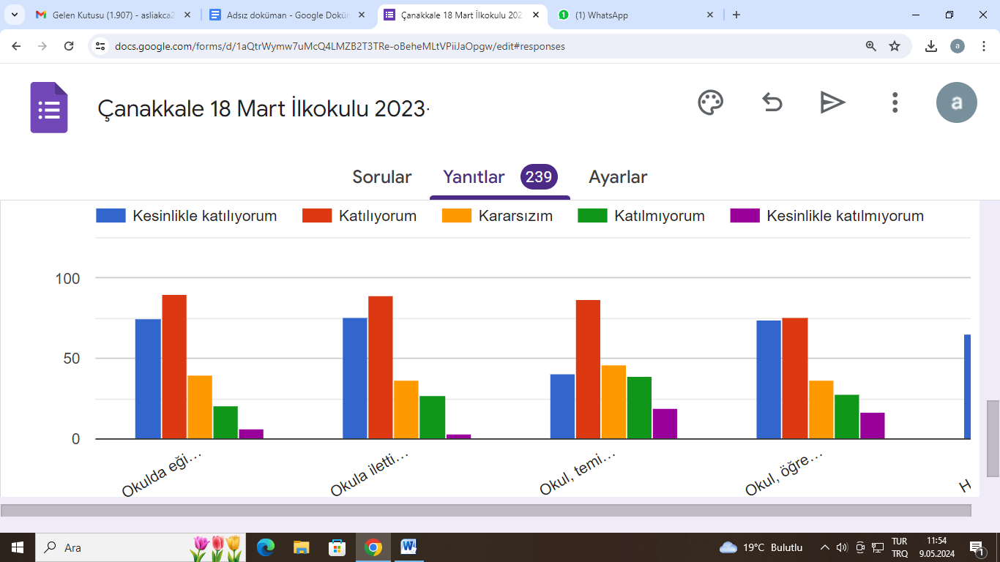 Gelen Kutusu (1.907) - asliakca2
Adsız doküman - Google Dokü
Çanakkale 18 Mart İlkokulu 202
(1) WhatsApp
docs.google.com/forms/d/1aQtrWymw7uMcQ4LMZB2T3TRe-oBeheMLtVPiiJaOpgw/edit#responses
a
Çanakkale 18 Mart İlkokulu 2023-
a
Sorular Yanıtlar 239 Ayarlar
Kesinlikle katılıyorum Katılıyorum Kararsızım Katılmıyorum Kesinlikle katılmıyorum
100
50
0
Okulda eği…
Okula iletti…
Okul, temi…
Okul, öğre…
H
Ara
19°C Bulutlu
TUR
TRQ
11:54
9.05.2024
1